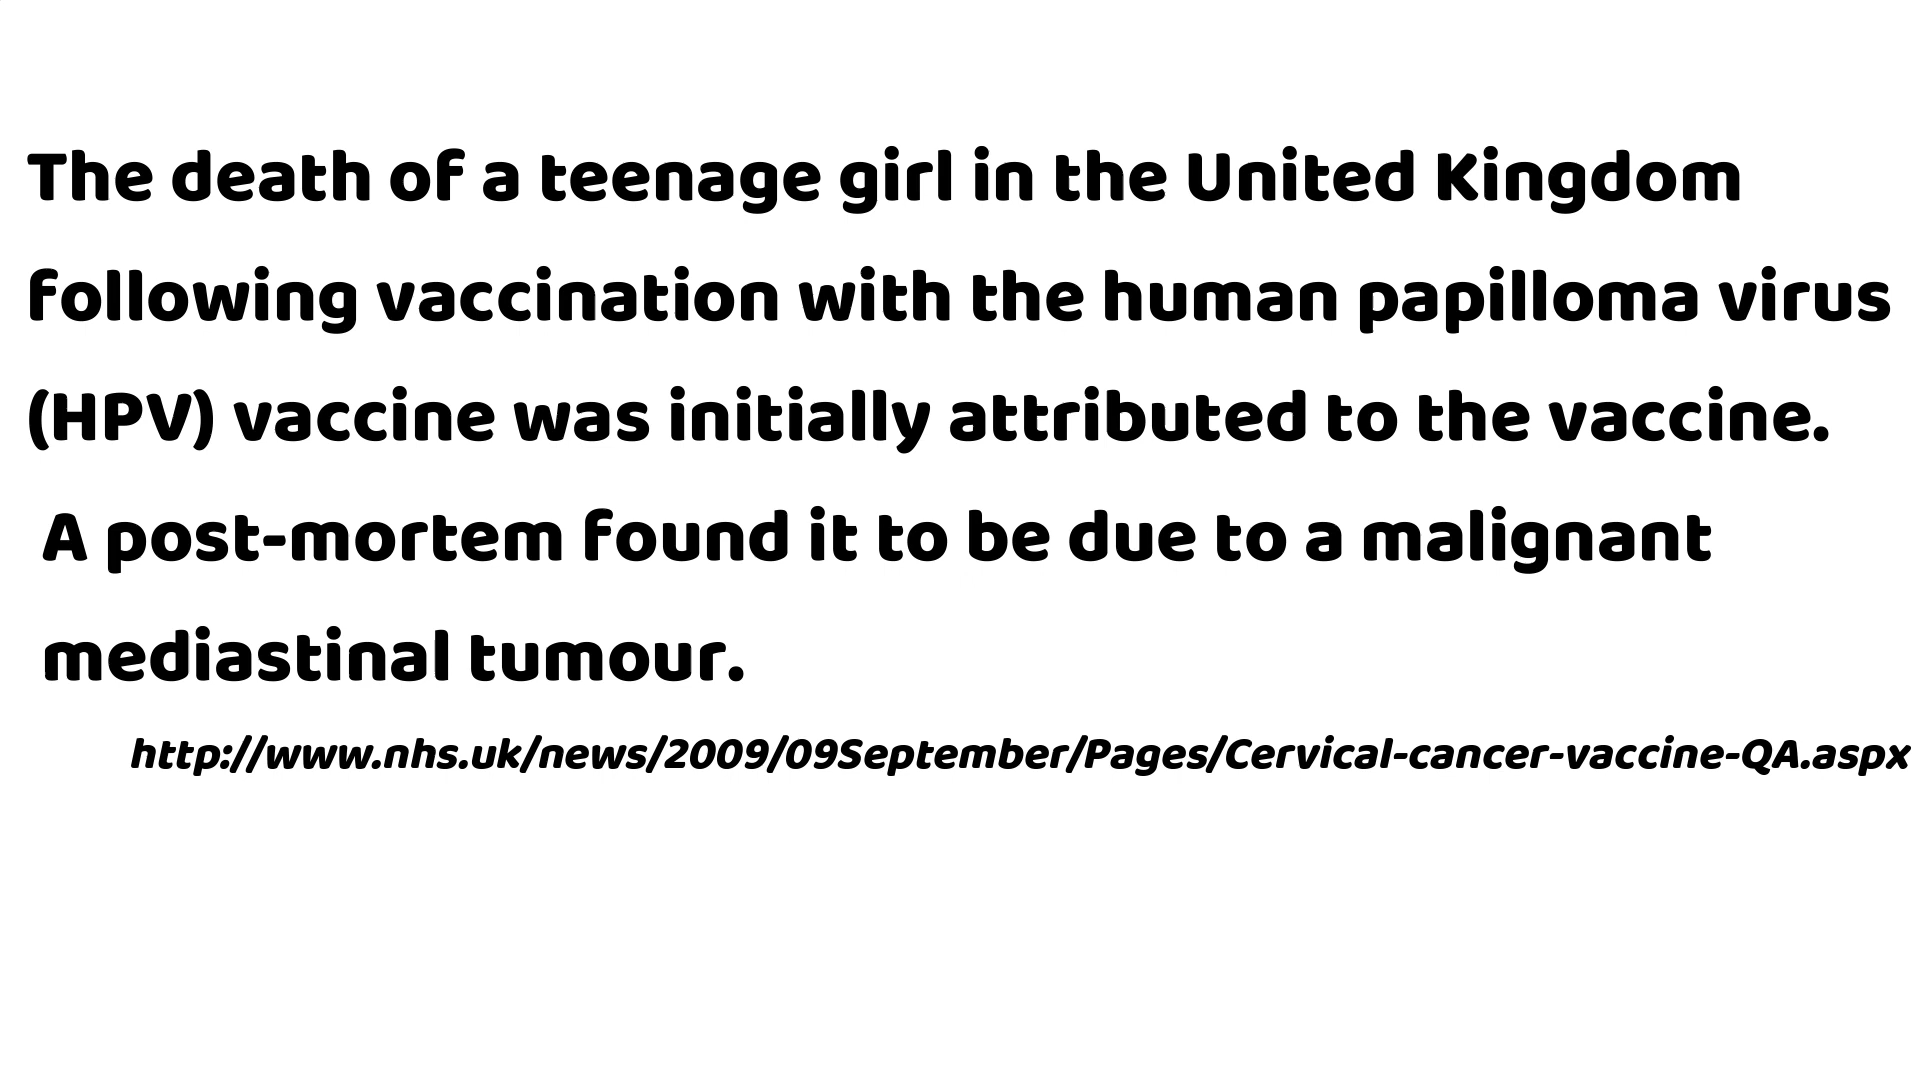 The death of a teenage girl in the United Kingdom
following vaccination with the human papilloma virus
(HPV) vaccine was initially attributed to the vaccine.
A post-mortem found it to be due to a malignant
mediastinal tumour.
http://www.nhs.uk/news/2009/09September/Pages/Cervical-cancer-vaccine-QA.aspx